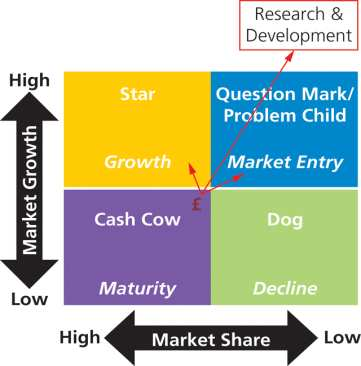 Research &
Development
High
Star
Question Mark/
Problem Child
Growth
Market Entry
Market Growth
£
Cash Cow
Dog
Maturity
Decline
Low
High
Market Share
Low